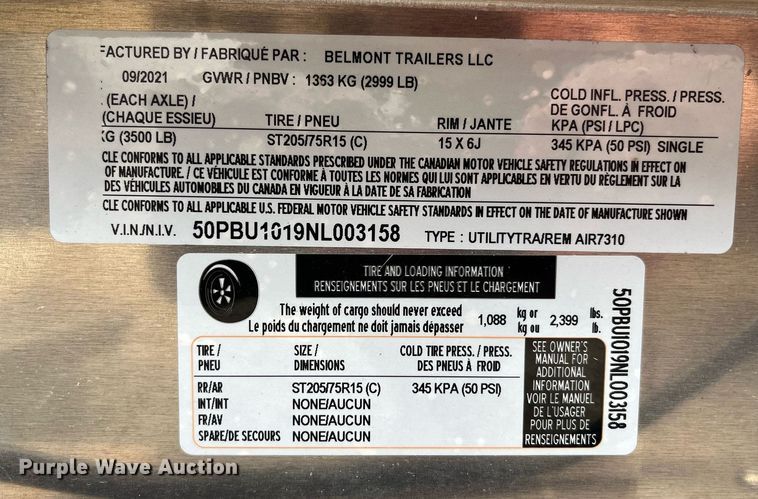 FACTURED BY / FABRIQUÉ PAR : BELMONT TRAILERS LLC
09/2021 GVWR / PNBV : 1363 KG (2999 LB)
(EACH AXLE) / COLD INFL. PRESS. / PRESS.
(CHAQUE ESSIEU) TIRE / PNEU RIM / JANTE DE GONFL. À FROID
KPA (PSI / LPC)
KG (3500 LB) ST205/75R15 (C) 15 X 6J 345 KPA (50 PSI) SINGLE
CLE CONFORMS TO ALL APPLICABLE STANDARDS PRESCRIBED UNDER THE CANADIAN MOTOR VEHICLE SAFETY REGULATIONS IN EFFECT ON
OF MANUFACTURE. / CE VÉHICULE EST CONFORME À TOUTES LES NORMES QUI LUI SONT APPLICABLES EN VERTU DU RÈGLEMENT SUR LA
DES VÉHICULES AUTOMOBILES DU CANADA EN VIGUEUR À LA DATE DE SA FABRICATION
CLE CONFORMS TO ALL APPLICABLE U.S. FEDERAL MOTOR VEHICLE SAFETY STANDARDS IN EFFECT ON THE DATE OF MANUFACTURE SHOWN
V.I.N./N.I.V. 50PBU1019NL003158 TYPE : UTILITYTRA/REM AIR7310
TIRE AND LOADING INFORMATION
RENSEIGNEMENTS SUR LES PNEUS ET LE CHARGEMENT
The weight of cargo should never exceed 1,088 kg or 2,399 lbs.
Le poids du chargement ne doit jamais dépasser kg ou lb.
TIRE / SIZE / COLD TIRE PRESS. / PRESS.
PNEU DIMENSIONS DES PNEUS À FROID
RR/AR ST205/75R15 (C) 345 KPA (50 PSI)
INT/INT NONE/AUCUN
FR/AV NONE/AUCUN
SPARE/DE SECOURS NONE/AUCUN
SEE OWNER'S
MANUAL FOR
ADDITIONAL
INFORMATION
VOIR LE MANUEL
DE L'USAGER
POUR PLUS DE
RENSEIGNEMENTS
50PBU1019NL003158
Purple Wave Auction